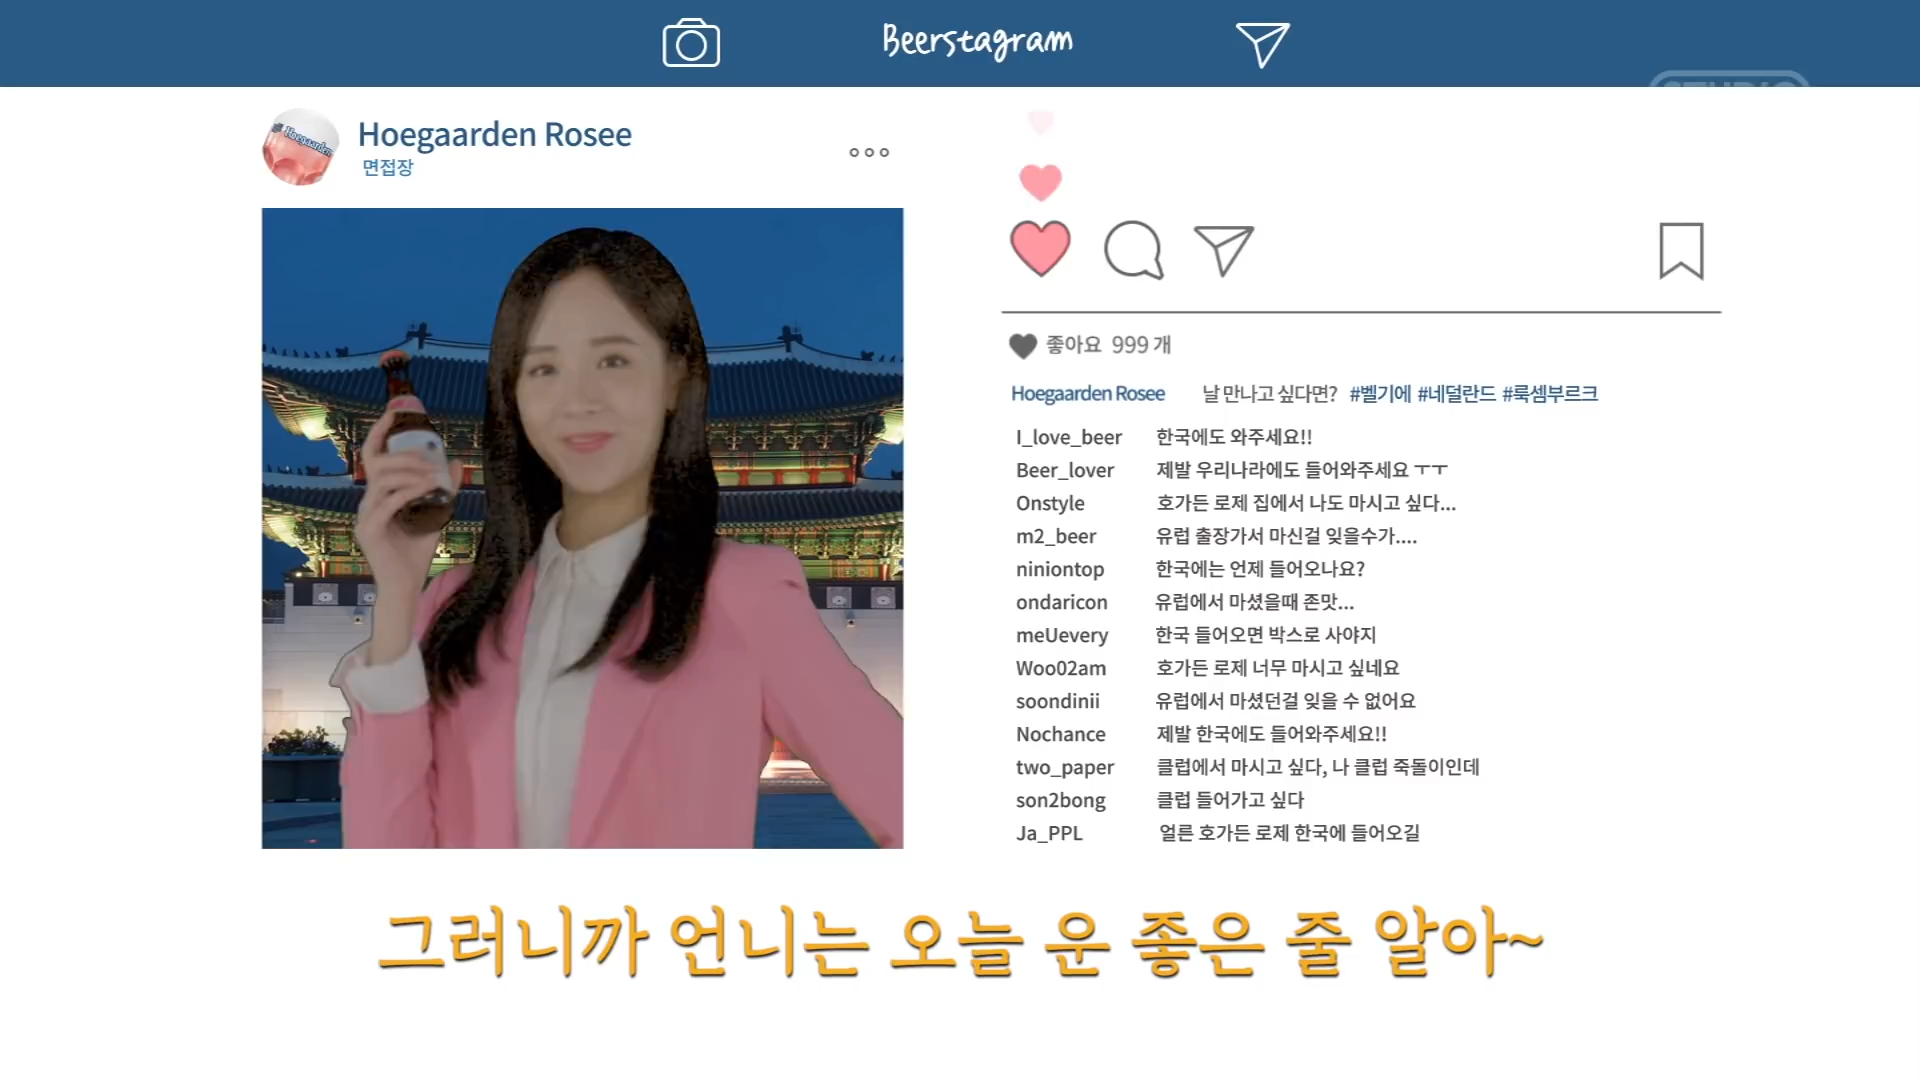 Beerstagram
STUDIO
Hoegaarden
Hoegaarden Rosee
면접장
좋아요 999 개
Hoegaarden Rosee 날 만나고 싶다면? #벨기에 #네덜란드 #룩셈부르크
I_love_beer 한국에도 와주세요!!
Beer_lover 제발 우리나라에도 들어와주세요 ㅜㅜ
Onstyle 호가든 로제 집에서 나도 마시고 싶다...
m2_beer 유럽 출장가서 마신걸 잊을수가....
niniontop 한국에는 언제 들어오나요?
ondaricon 유럽에서 마셨을때 존맛...
meUevery 한국 들어오면 박스로 사야지
Woo02am 호가든 로제 너무 마시고 싶네요
soondinii 유럽에서 마셨던걸 잊을 수 없어요
Nochance 제발 한국에도 들어와주세요!!
two_paper 클럽에서 마시고 싶다, 나 클럽 죽돌이인데
son2bong 클럽 들어가고 싶다
Ja_PPL 얼른 호가든 로제 한국에 들어오길
그러니까 언니는 오늘 운 좋은 줄 알아~